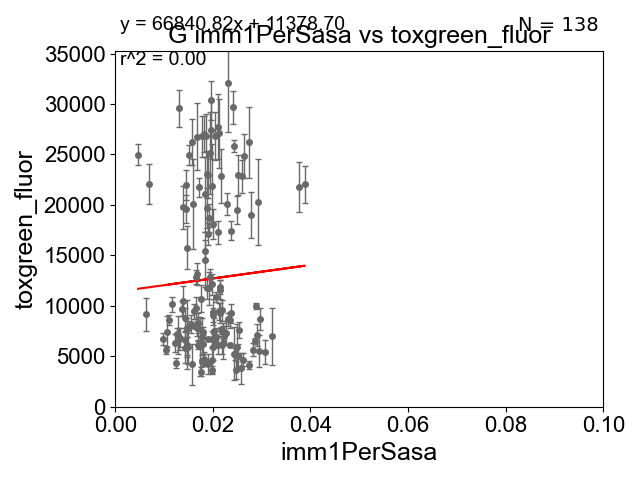 y = 66840.82x + 11378.70
N = 138
G imm1PerSasa vs toxgreen_fluor
r^2 = 0.00
35000
30000
25000
20000
15000
10000
5000
0
toxgreen_fluor
0.00 0.02 0.04 0.06 0.08 0.10
imm1PerSasa